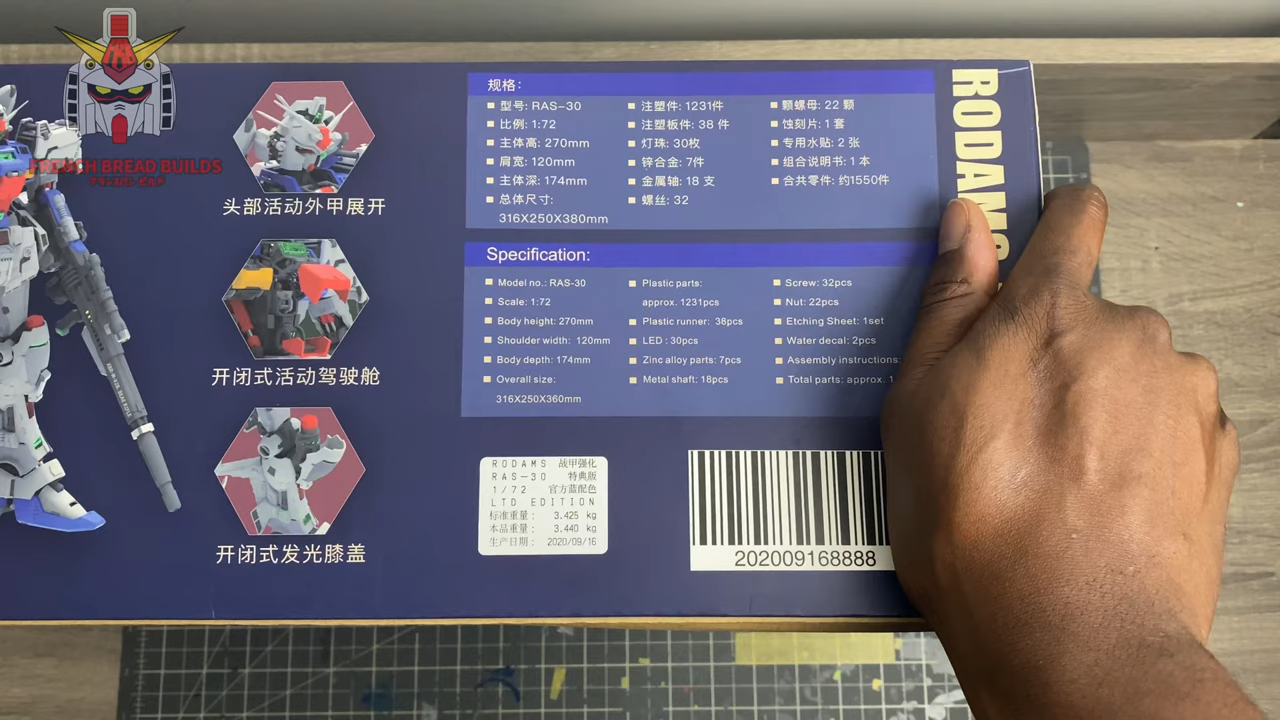 FRENCH BREAD BUILDS
头部活动外甲展开
开闭式活动驾驶舱
开闭式发光膝盖
规格:
型号: RAS-30
比例: 1:72
主体高: 270mm
肩宽: 120mm
主体深: 174mm
总体尺寸:
316X250X380mm
注塑件: 1231件
注塑板件: 38 件
灯珠: 30枚
锌合金: 7件
金属轴: 18 支
螺丝: 32
颗螺母: 22 颗
蚀刻片: 1 套
专用水贴: 2 张
组合说明书: 1 本
合共零件: 约1550件
Specification:
Model no.: RAS-30
Scale: 1:72
Body height: 270mm
Shoulder width: 120mm
Body depth: 174mm
Overall size:
316X250X360mm
Plastic parts:
approx. 1231pcs
Plastic runner: 38pcs
LED : 30pcs
Zinc alloy parts: 7pcs
Metal shaft: 18pcs
Screw: 32pcs
Nut: 22pcs
Etching Sheet: 1set
Water decal: 2pcs
Assembly instructions:
Total parts: approx. 1
RODAMS
RODAMS 战甲强化
RAS-30 特典版
1/72 官方蓝配色
LTD EDITION
标准重量: 3.425 kg
本品重量: 3.440 kg
生产日期: 2020/09/16
202009168888